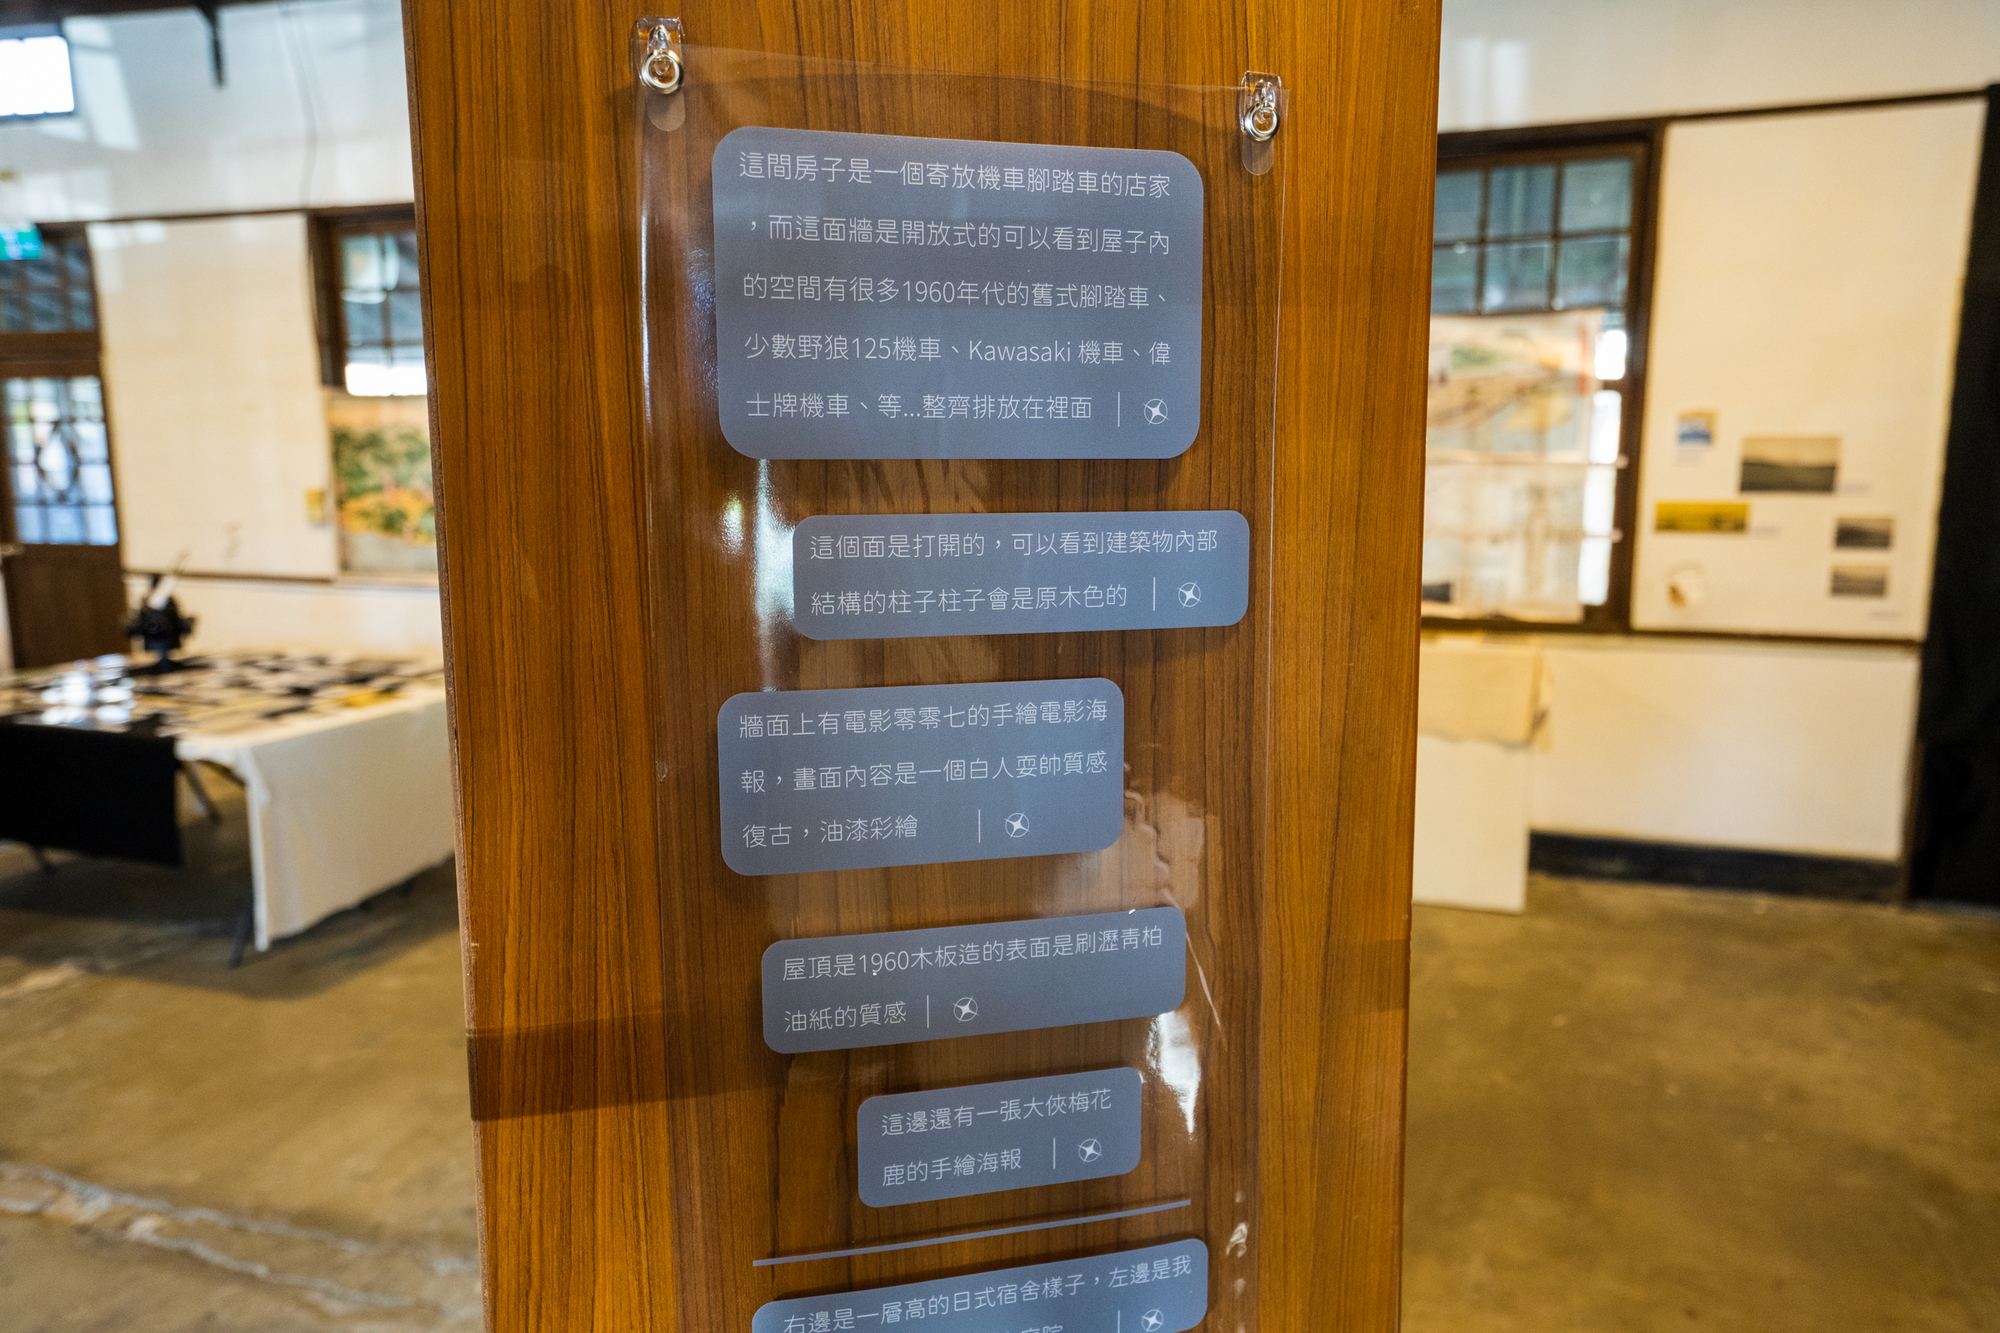 這間房子是一個寄放機車腳踏車的店家
，而這面牆是開放式的可以看到屋子內
的空間有很多1960年代的舊式腳踏車、
少數野狼125機車、Kawasaki 機車、偉
士牌機車、等...整齊排放在裡面
這個面是打開的，可以看到建築物內部
結構的柱子柱子會是原木色的
牆面上有電影零零七的手繪電影海
報，畫面內容是一個白人耍帥質感
復古，油漆彩繪
屋頂是1960木板造的表面是刷瀝青柏
油紙的質感
這邊還有一張大俠梅花
鹿的手繪海報
右邊是一層高的日式宿舍樣子，左邊是我